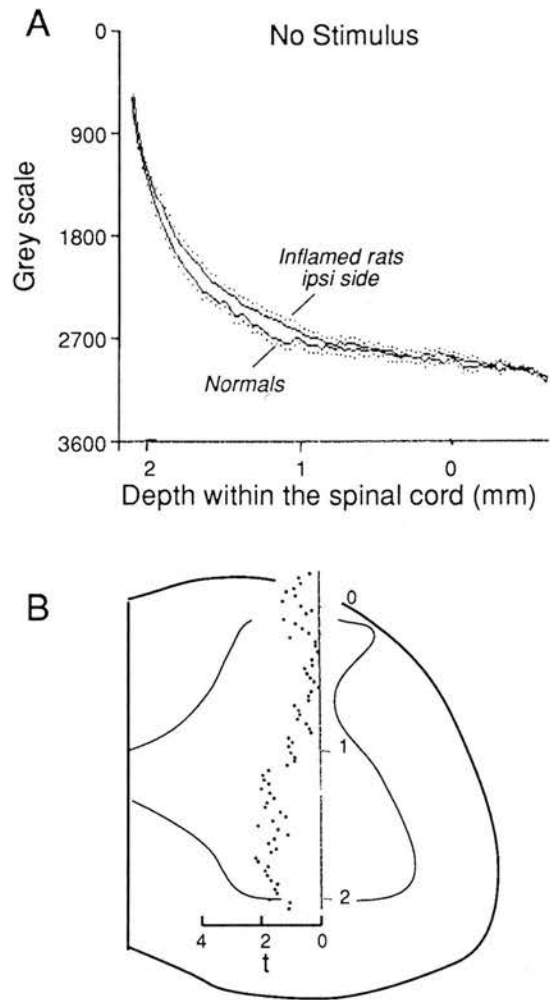 A
No Stimulus
0
900
1800
2700
3600
Grey scale
Inflamed rats
ipsi side
Normals
2 1 0
Depth within the spinal cord (mm)
B
0
1
2
4 2 0
t